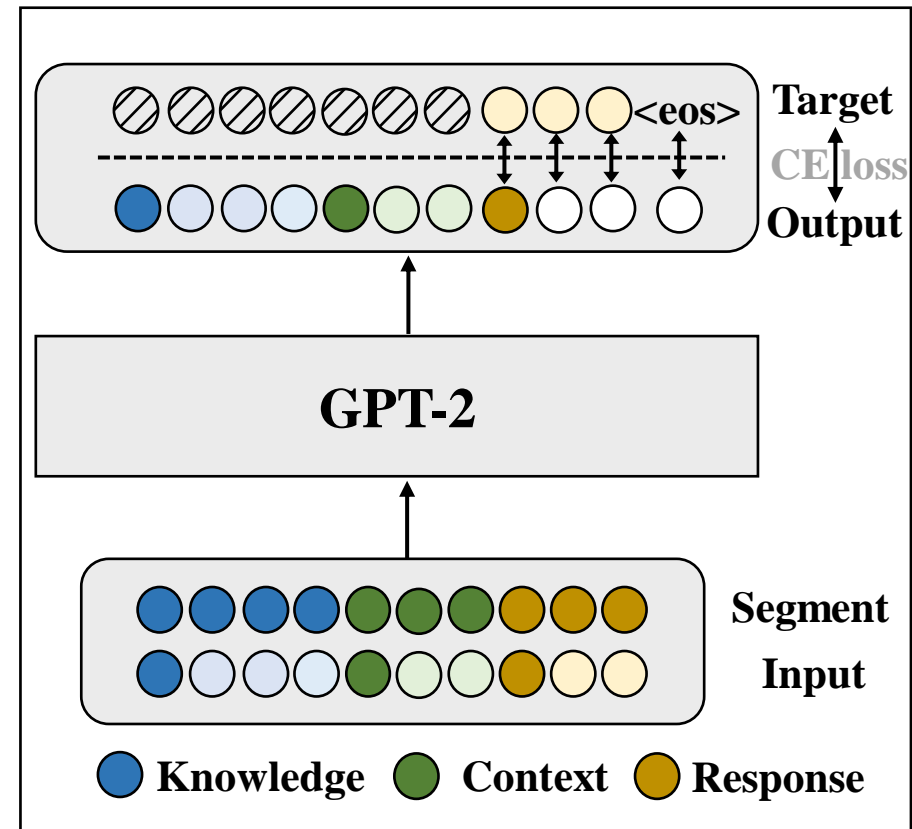 Target
<eos>
CE loss
Output
GPT-2
Segment
Input
Knowledge Context Response